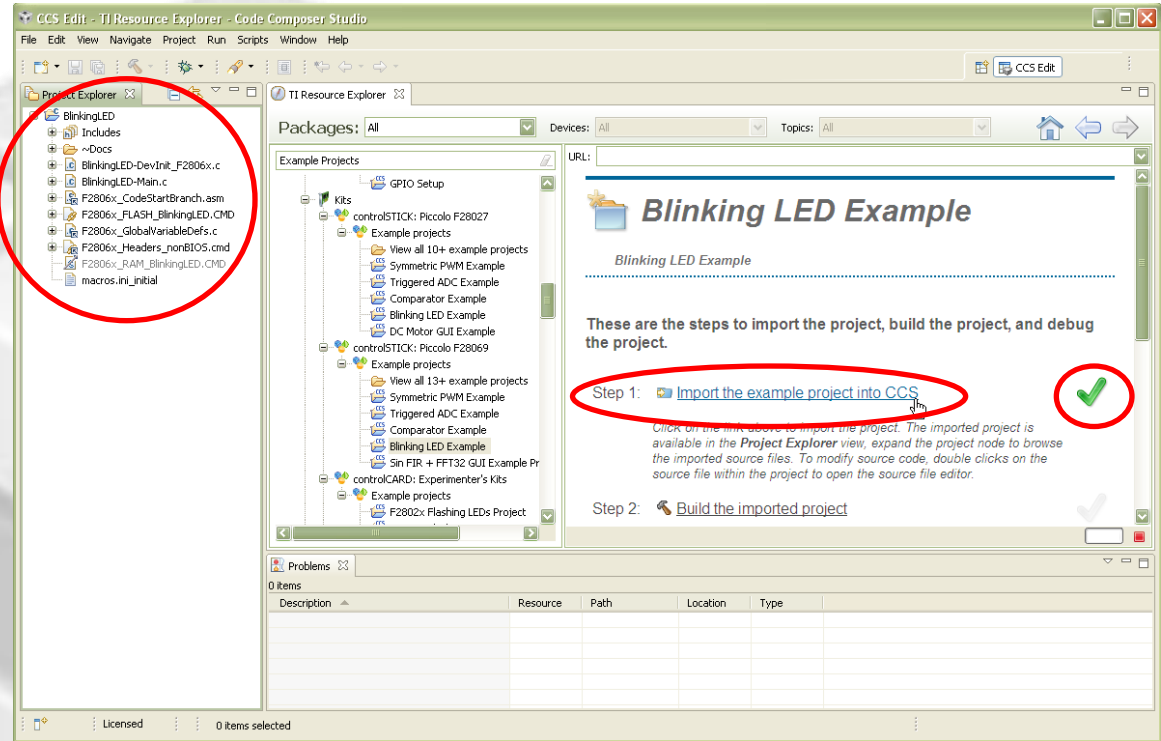 CCS Edit - TI Resource Explorer - Code Composer Studio
File Edit View Navigate Project Run Scripts Window Help
CCS Edit
Project Explorer
BlinkingLED
Includes
~Docs
BlinkingLED-DevInit_F2806x.c
BlinkingLED-Main.c
F2806x_CodeStartBranch.asm
F2806x_FLASH_BlinkingLED.CMD
F2806x_GlobalVariableDefs.c
F2806x_Headers_nonBIOS.cmd
F2806x_RAM_BlinkingLED.CMD
macros.ini_initial
TI Resource Explorer
Packages: All Devices: All Topics: All
Example Projects
GPIO Setup
Kits
controlSTICK: Piccolo F28027
Example projects
View all 10+ example projects
Symmetric PWM Example
Triggered ADC Example
Comparator Example
Blinking LED Example
DC Motor GUI Example
controlSTICK: Piccolo F28069
Example projects
View all 13+ example projects
Symmetric PWM Example
Triggered ADC Example
Comparator Example
Blinking LED Example
Sin FIR + FFT32 GUI Example Pr
controlCARD: Experimenter's Kits
Example projects
F2802x Flashing LEDs Project
URL:
Blinking LED Example
Blinking LED Example
These are the steps to import the project, build the project, and debug
the project.
Step 1: Import the example project into CCS
Click on the link above to import the project. The imported project is
available in the Project Explorer view, expand the project node to browse
the imported source files. To modify source code, double clicks on the
source file within the project to open the source file editor.
Step 2: Build the imported project
Problems
0 items
Description Resource Path Location Type
Licensed 0 items selected